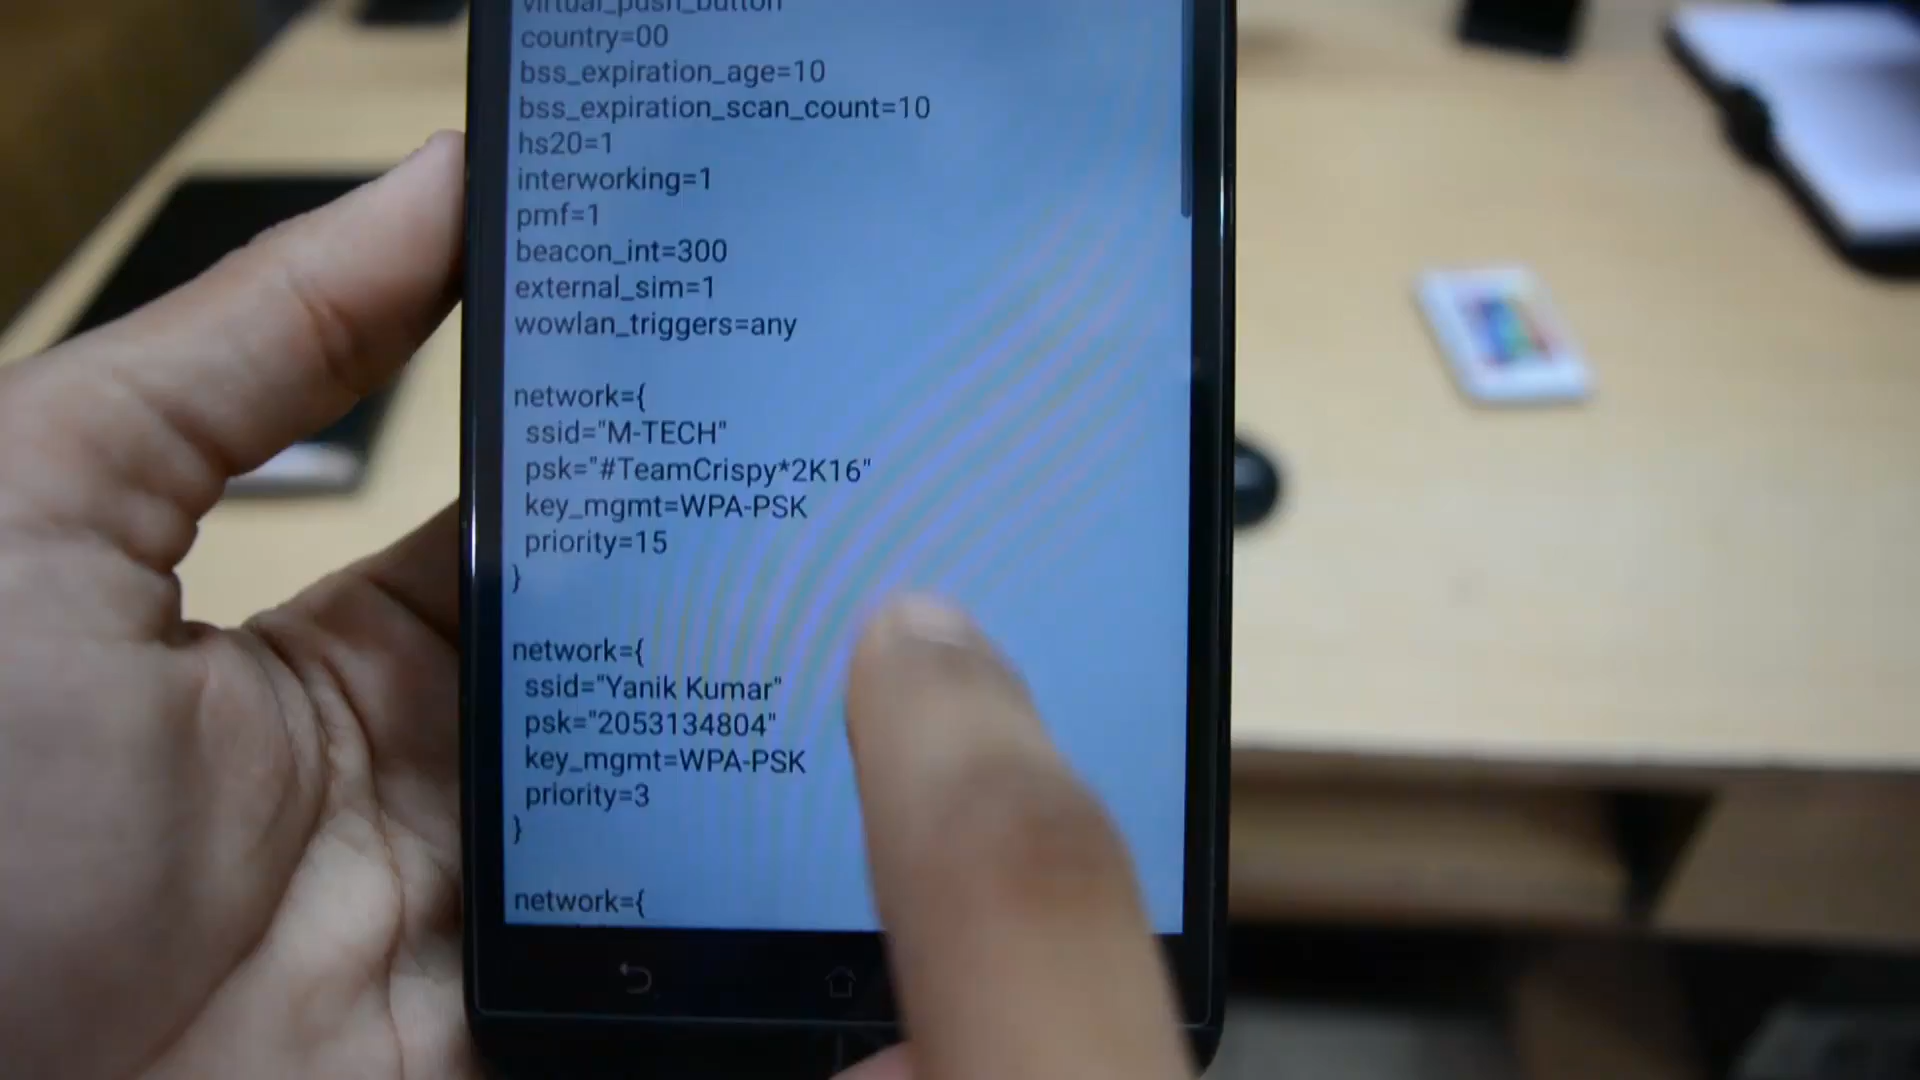 virtual_push_button
country=00
bss_expiration_age=10
bss_expiration_scan_count=10
hs20=1
interworking=1
pmf=1
beacon_int=300
external_sim=1
wowlan_triggers=any
network={
ssid="M-TECH"
psk="#TeamCrispy*2K16"
key_mgmt=WPA-PSK
priority=15
}
network={
ssid="Yanik Kumar"
psk="2053134804"
key_mgmt=WPA-PSK
priority=3
}
network={